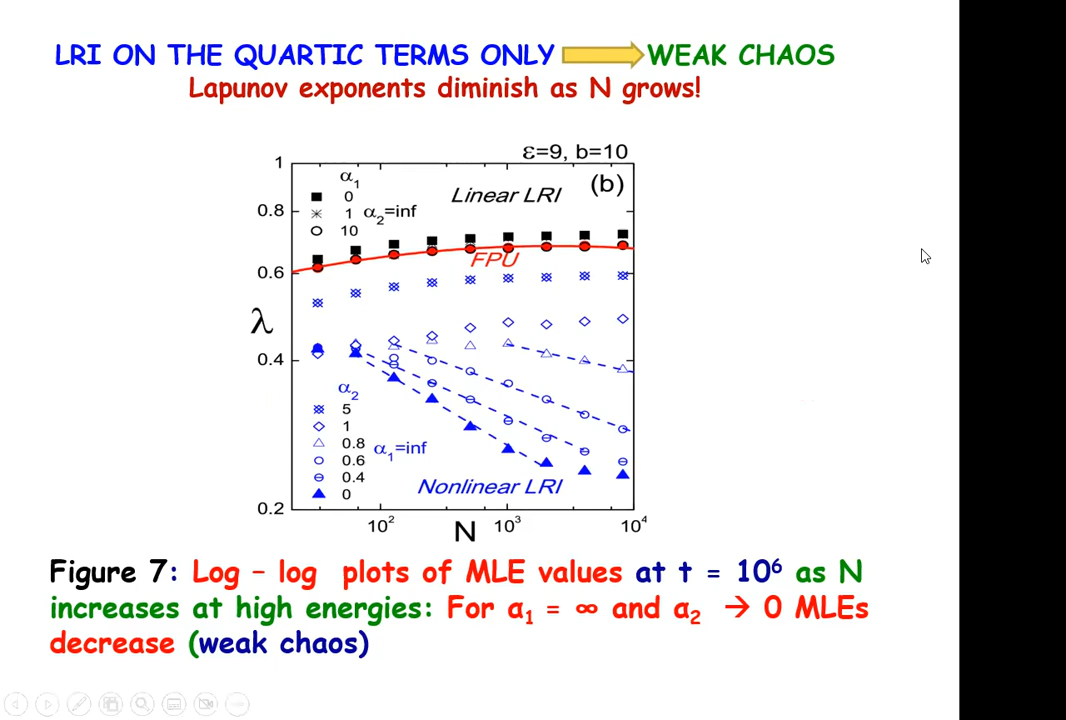 LRI ON THE QUARTIC TERMS ONLY WEAK CHAOS
Lapunov exponents diminish as N grows!
ε=9, b=10
1
α₁
0
1 α₂=inf
10
Linear LRI
(b)
0.8
FPU
0.6
λ
0.4
α₂
5
1
0.8
0.6 α₁=inf
0.4
0
Nonlinear LRI
0.2
10² N 10³ 10⁴
Figure 7: Log – log plots of MLE values at t = 10⁶ as N
increases at high energies: For α₁ = ∞ and α₂ → 0 MLEs
decrease (weak chaos)